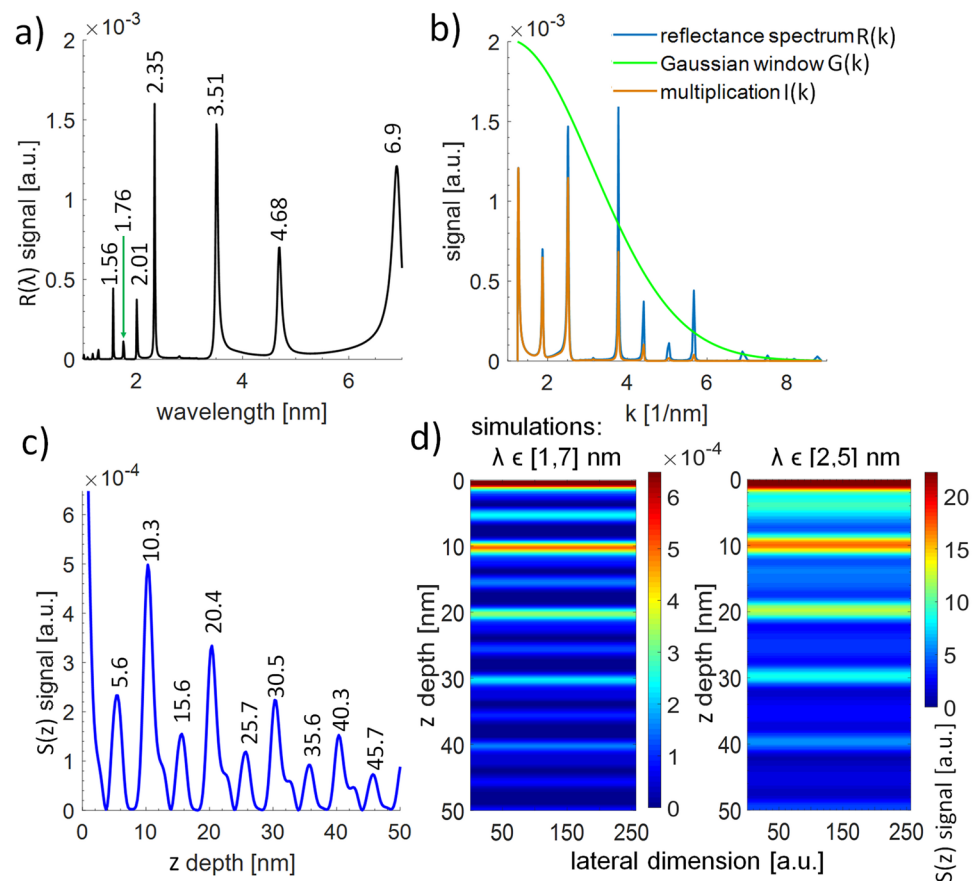 a)
×10⁻³
2
1.5
1
0.5
0
R(λ) signal [a.u.]
1.56
1.76
2.01
2.35
3.51
4.68
6.9
2 4 6
wavelength [nm]
b)
×10⁻³
reflectance spectrum R(k)
Gaussian window G(k)
multiplication I(k)
2
1.5
1
0.5
0
signal [a.u.]
2 4 6 8
k [1/nm]
c)
×10⁻⁴
6
5
4
3
2
1
0
S(z) signal [a.u.]
5.6
10.3
15.6
20.4
25.7
30.5
35.6
40.3
45.7
0 10 20 30 40 50
z depth [nm]
d)
simulations:
λ ϵ [1,7] nm
×10⁻⁴
0
10
20
30
40
50
z depth [nm]
50 150 250
6
5
4
3
2
1
0
λ ϵ [2,5] nm
0
10
20
30
40
50
z depth [nm]
50 150 250
20
15
10
5
0
S(z) signal [a.u.]
lateral dimension [a.u.]